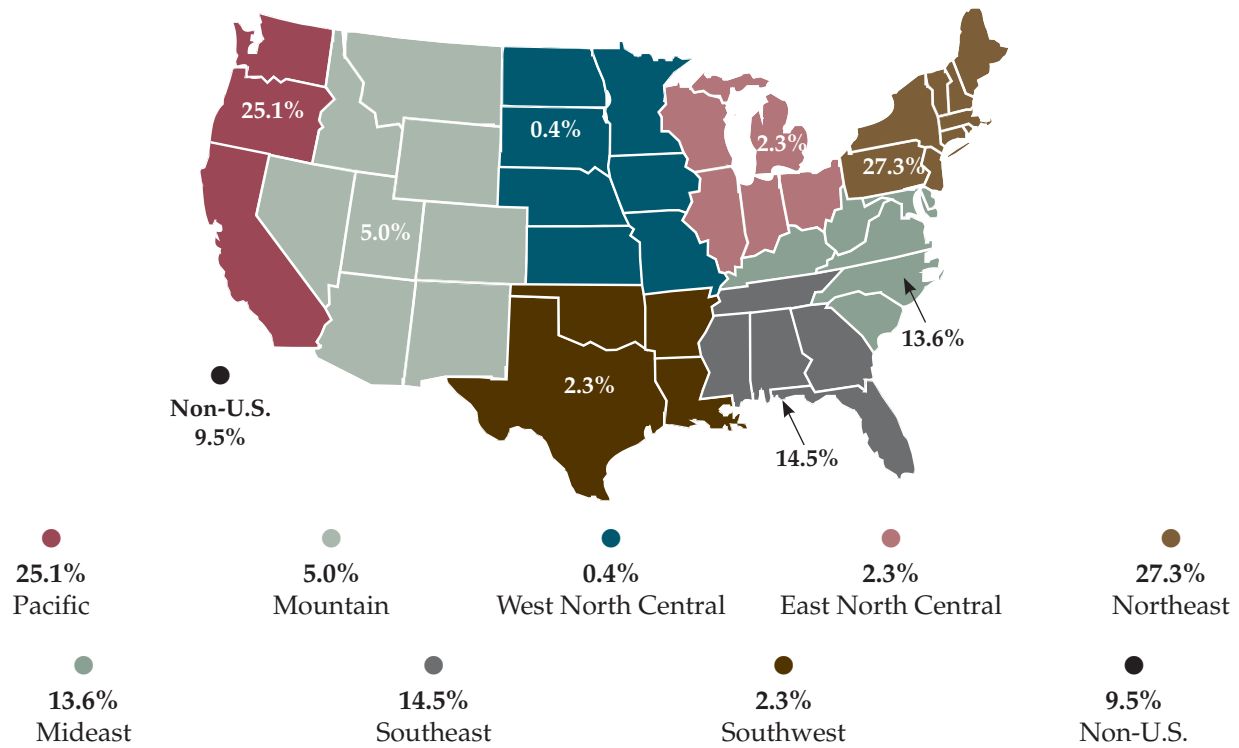 25.1%
0.4%
2.3%
27.3%
5.0%
13.6%
Non-U.S.
9.5%
2.3%
14.5%
25.1%
Pacific
5.0%
Mountain
0.4%
West North Central
2.3%
East North Central
27.3%
Northeast
13.6%
Mideast
14.5%
Southeast
2.3%
Southwest
9.5%
Non-U.S.